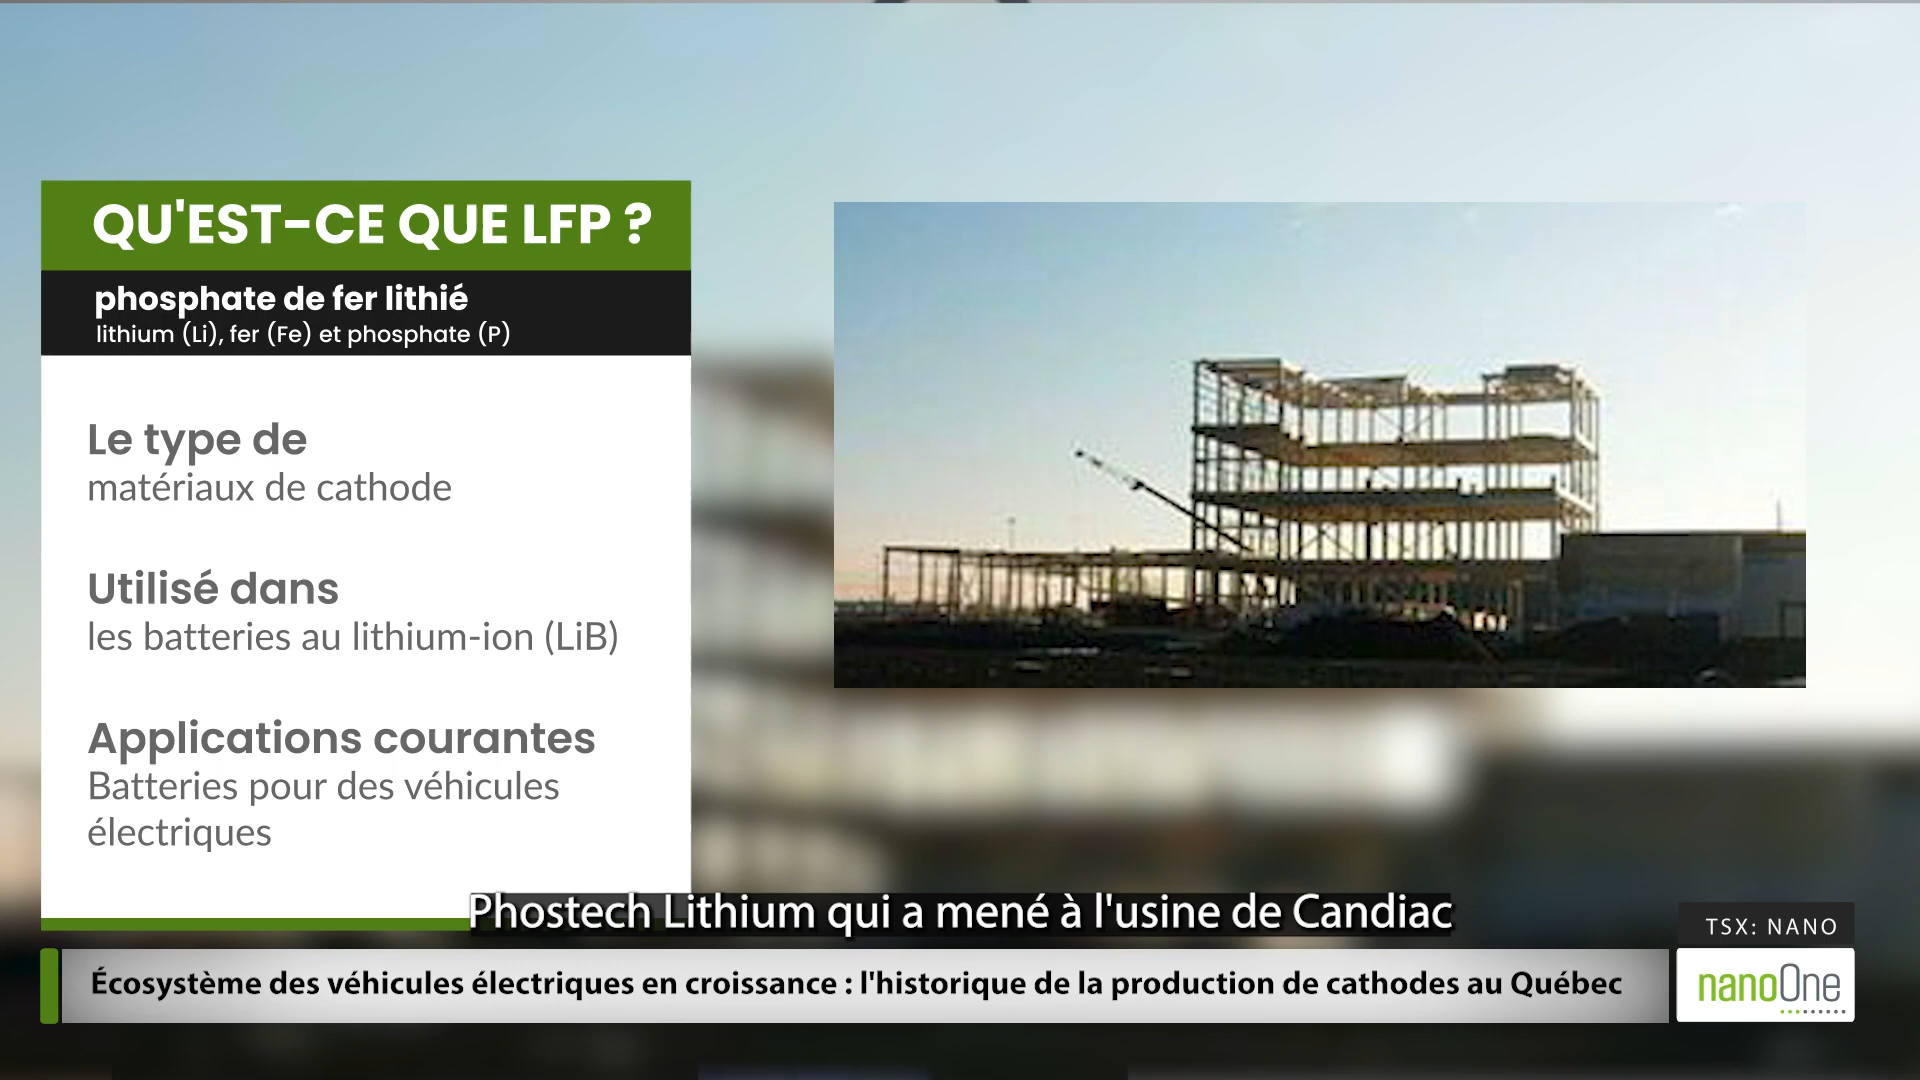 QU'EST-CE QUE LFP ?
phosphate de fer lithié
lithium (Li), fer (Fe) et phosphate (P)
Le type de
matériaux de cathode
Utilisé dans
les batteries au lithium-ion (LiB)
Applications courantes
Batteries pour des véhicules
électriques
Phostech Lithium qui a mené à l'usine de Candiac
TSX: NANO
Écosystème des véhicules électriques en croissance : l'historique de la production de cathodes au Québec
nanoOne